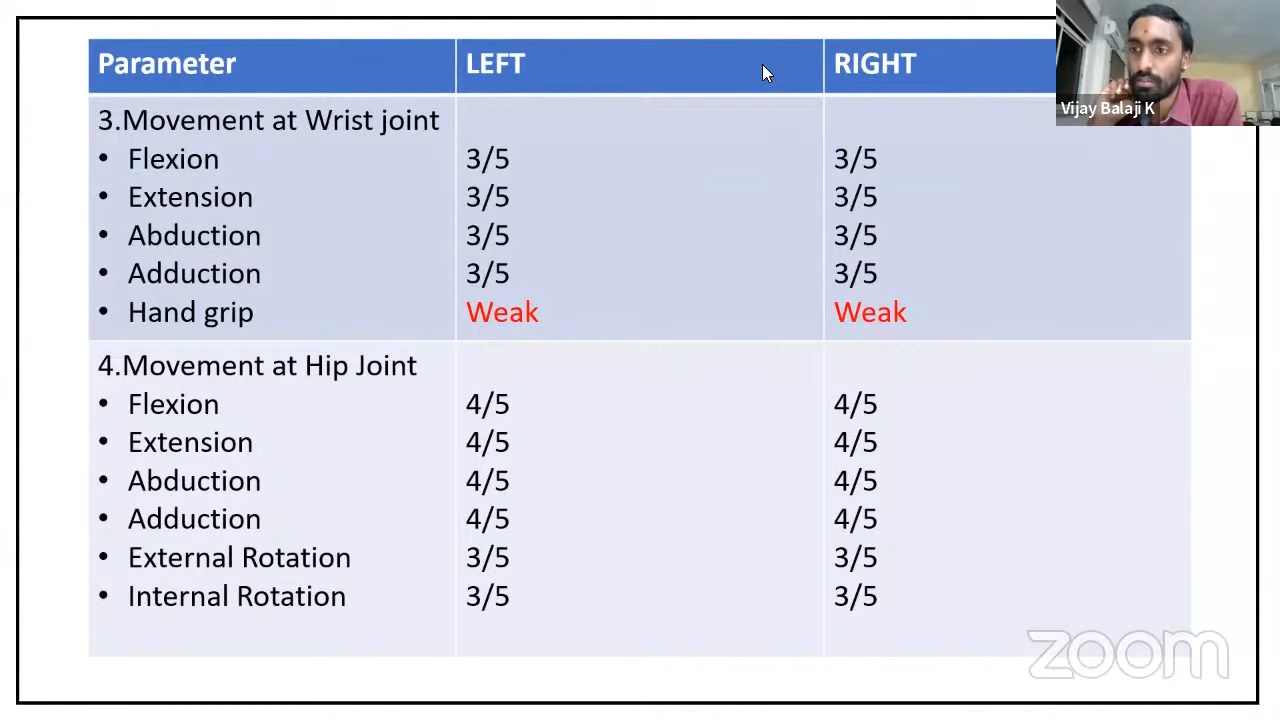 Parameter LEFT RIGHT
3.Movement at Wrist joint
• Flexion 3/5 3/5
• Extension 3/5 3/5
• Abduction 3/5 3/5
• Adduction 3/5 3/5
• Hand grip Weak Weak
4.Movement at Hip Joint
• Flexion 4/5 4/5
• Extension 4/5 4/5
• Abduction 4/5 4/5
• Adduction 4/5 4/5
• External Rotation 3/5 3/5
• Internal Rotation 3/5 3/5
Vijay Balaji K
zoom